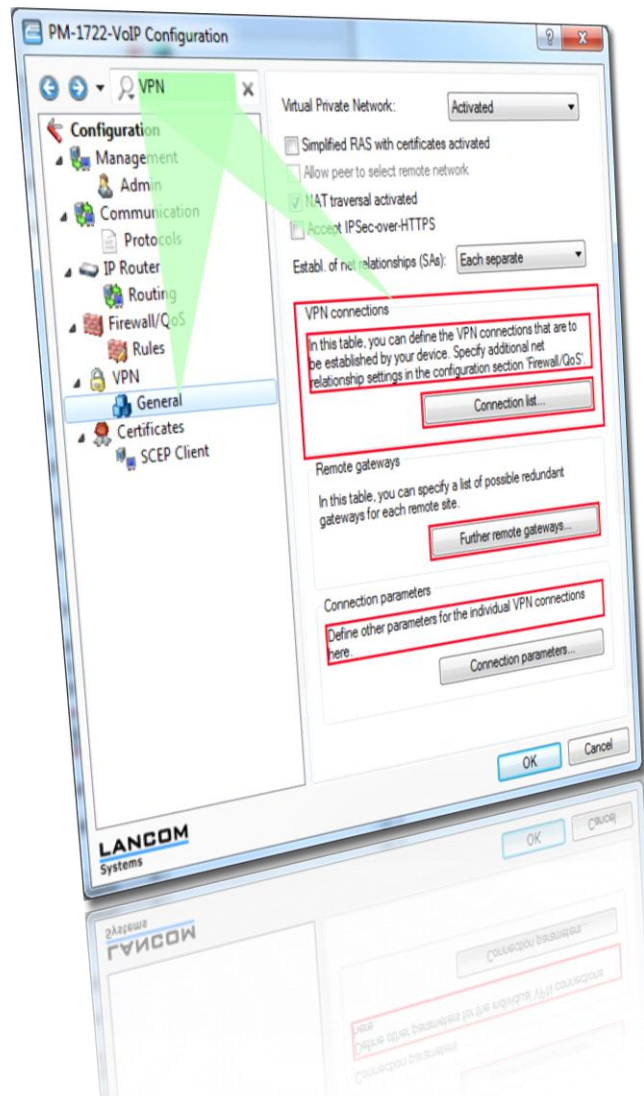 PM-1722-VoIP Configuration
VPN
Configuration
Management
Admin
Communication
Protocols
IP Router
Routing
Firewall/QoS
Rules
VPN
General
Certificates
SCEP Client
Virtual Private Network: Activated
Simplified RAS with certificates activated
Allow peer to select remote network
NAT traversal activated
Accept IPSec-over-HTTPS
Establ. of net relationships (SAs): Each separate
VPN connections
In this table, you can define the VPN connections that are to
be established by your device. Specify additional net
relationship settings in the configuration section 'Firewall/QoS'.
Connection list...
Remote gateways
In this table, you can specify a list of possible redundant
gateways for each remote site.
Further remote gateways...
Connection parameters
Define other parameters for the individual VPN connections
here.
Connection parameters...
OK Cancel
LANCOM
Systems